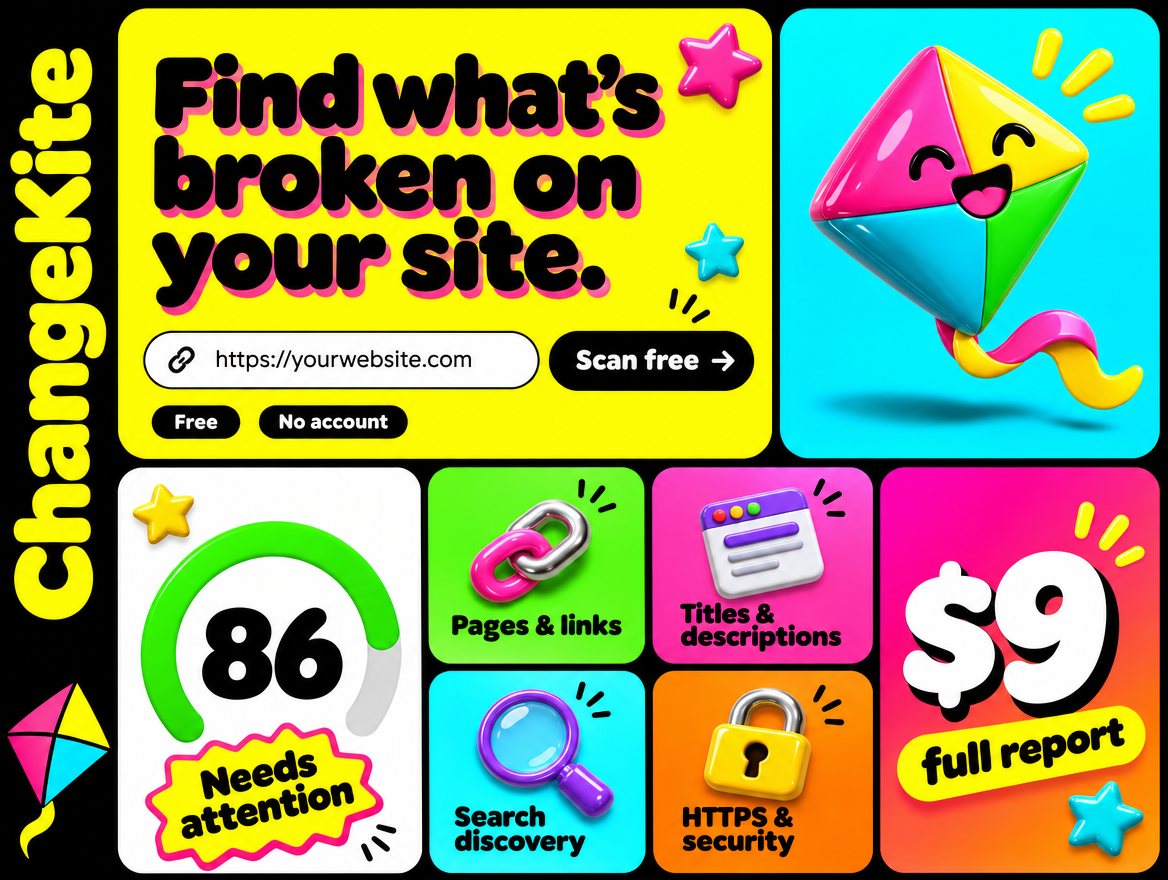 ChangeKite
Find what's
broken on
your site.
https://yourwebsite.com
Scan free →
Free
No account
86
Needs
attention
Pages & links
Titles &
descriptions
Search
discovery
HTTPS &
security
$9
full report